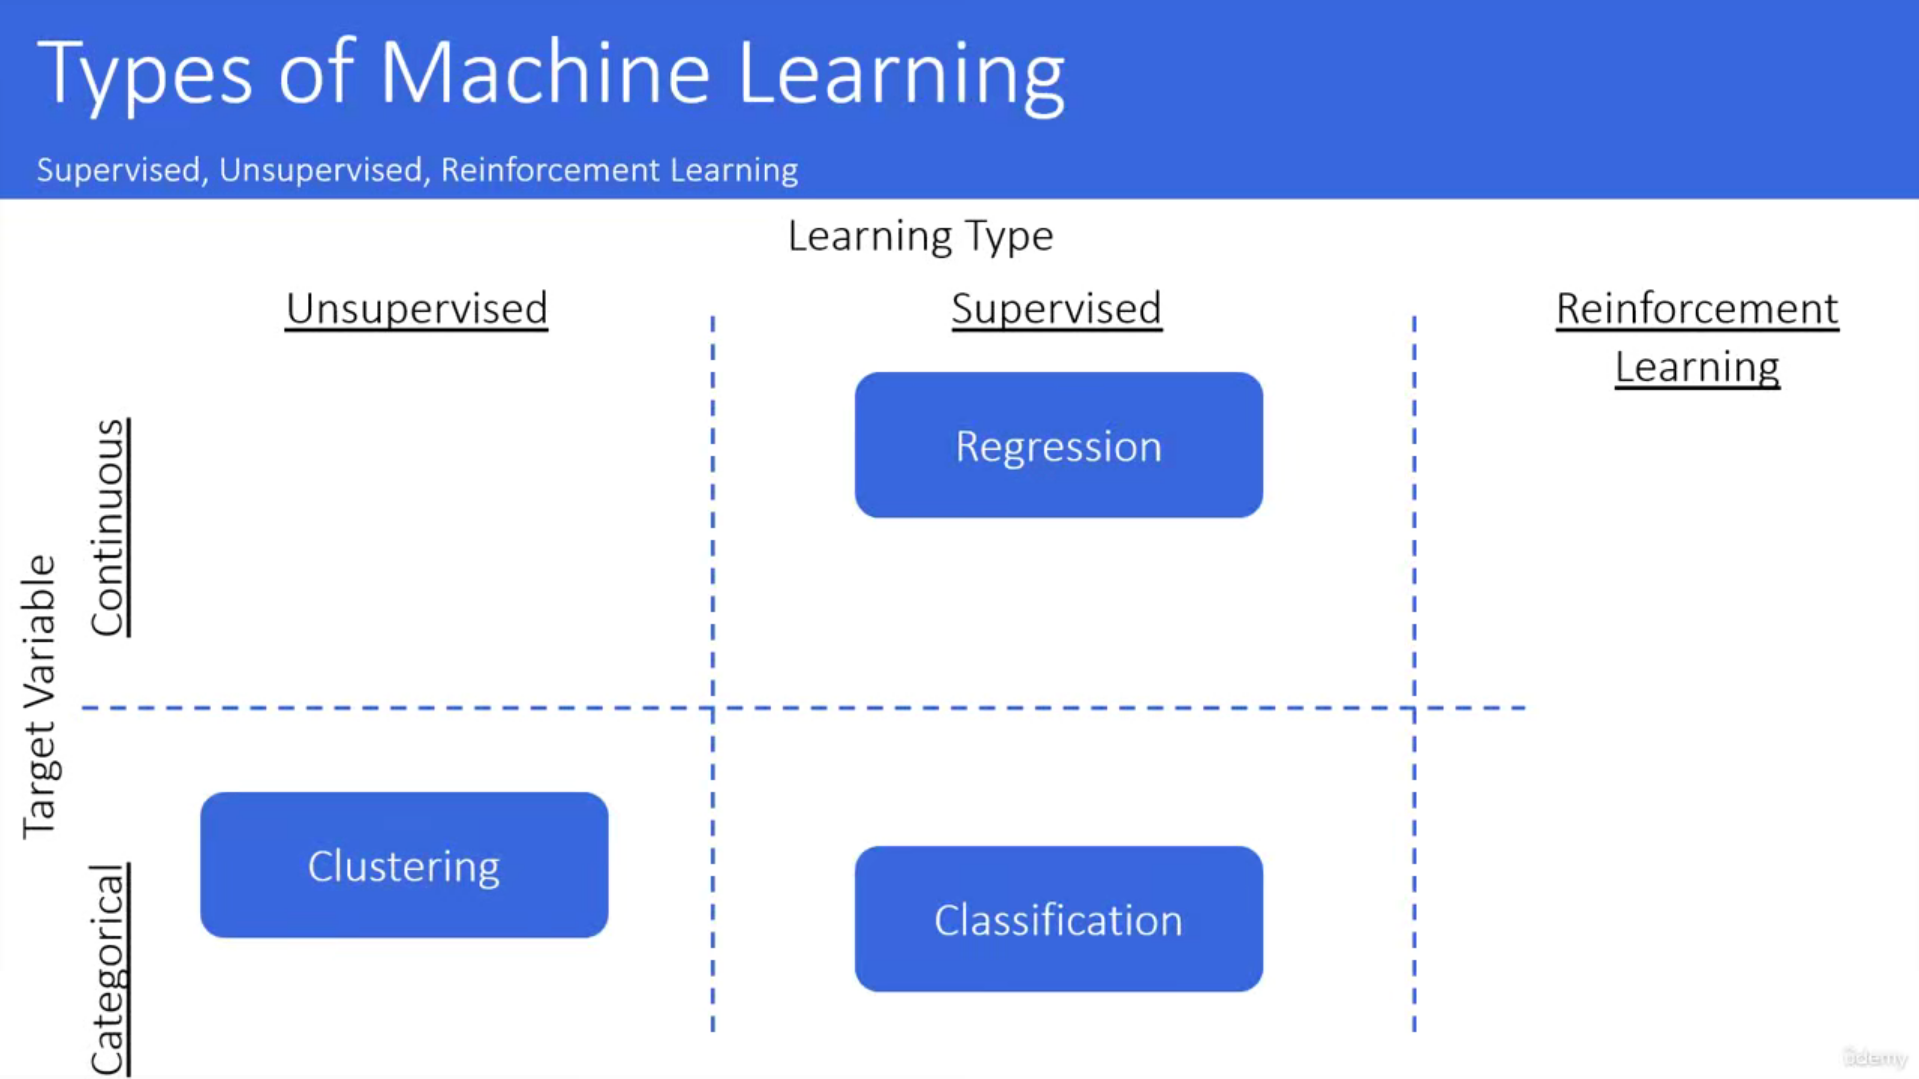 Types of Machine Learning
Supervised, Unsupervised, Reinforcement Learning
Learning Type
Unsupervised
Supervised
Reinforcement
Learning
Target Variable
Continuous
Regression
Categorical
Clustering
Classification
ûdemy